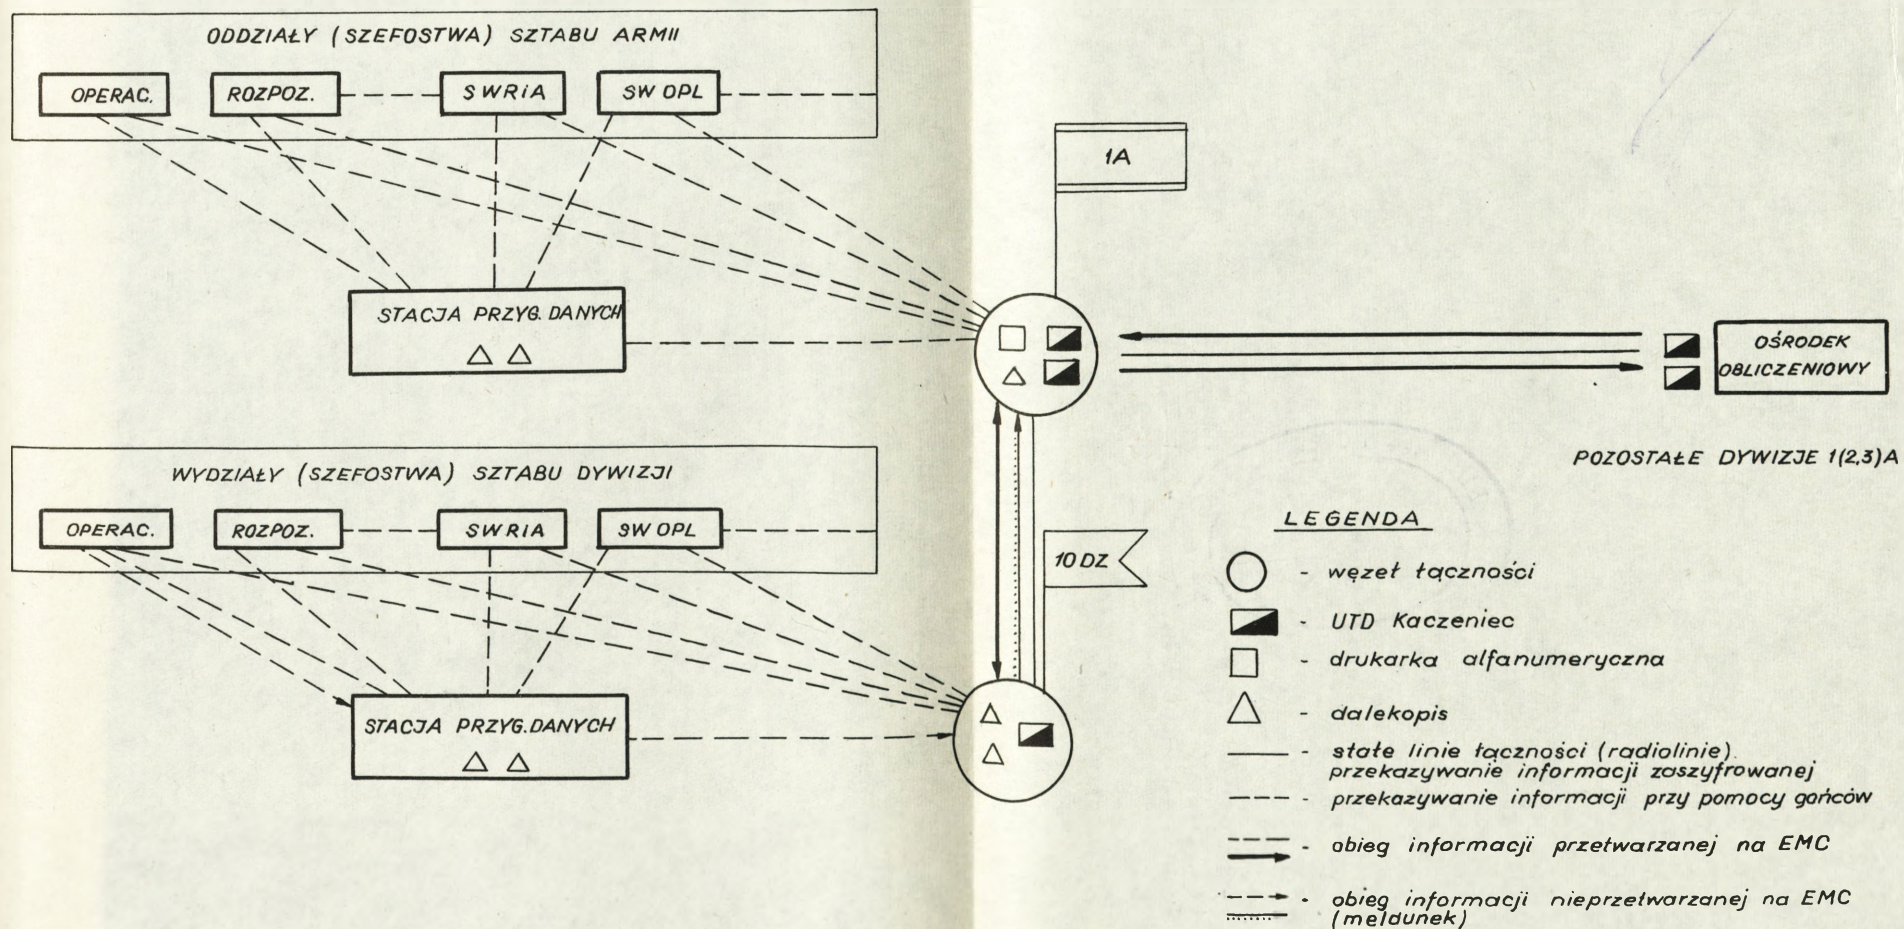 ODDZIAŁY (SZEFOSTWA) SZTABU ARMII
OPERAC.
ROZPOZ.
SWRiA
SW OPL
STACJA PRZYG. DANYCH
1A
OŚRODEK
OBLICZENIOWY
POZOSTAŁE DYWIZJE 1(2,3)A
WYDZIAŁY (SZEFOSTWA) SZTABU DYWIZJI
OPERAC.
ROZPOZ.
SWRiA
SW OPL
STACJA PRZYG. DANYCH
10 DZ
LEGENDA
- węzeł łączności
- UTD Kaczeniec
- drukarka alfanumeryczna
- dalekopis
- stałe linie łączności (radiolinie).
przekazywanie informacji zaszyfrowanej
- przekazywanie informacji przy pomocy gońców
- obieg informacji przetwarzanej na EMC
- obieg informacji nieprzetwarzanej na EMC
(meldunek)